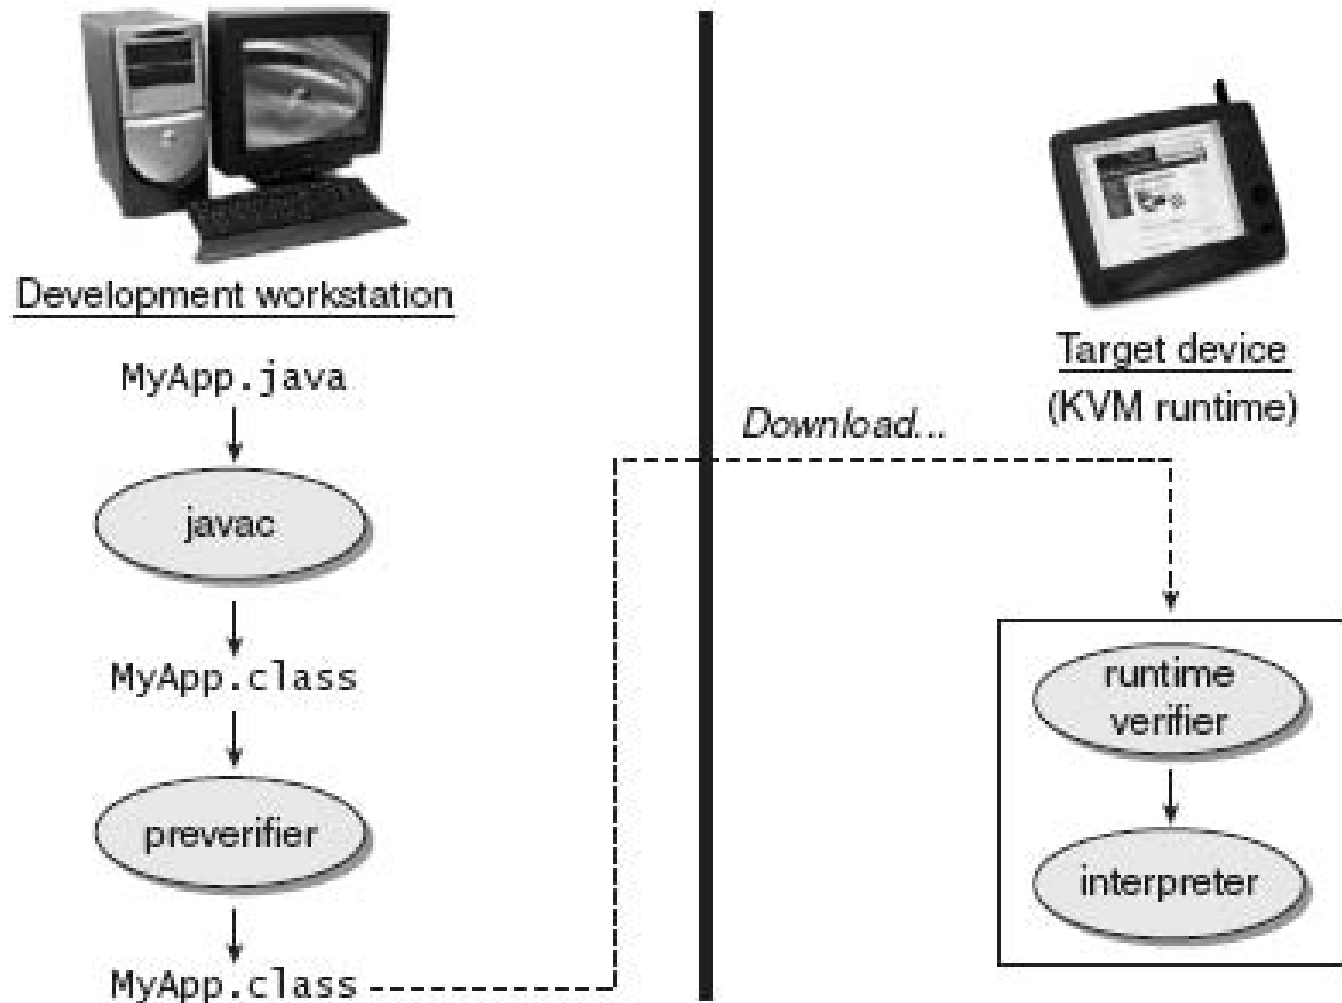 Development workstation
MyApp.java
javac
MyApp.class
preverifier
MyApp.class
Download...
Target device
(KVM runtime)
runtime
verifier
interpreter